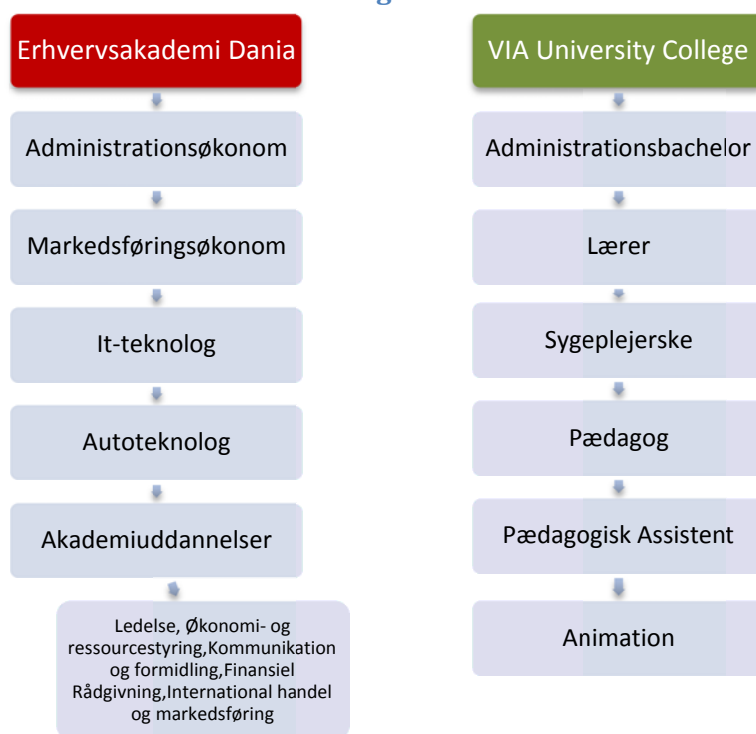 Erhvervsakademi Dania
Administrationsøkonom
Markedsføringsøkonom
It-teknolog
Autoteknolog
Akademiuddannelser
Ledelse, Økonomi- og
ressourcestyring,Kommunikation
og formidling,Finansiel
Rådgivning,International handel
og markedsføring
VIA University College
Administrationsbachelor
Lærer
Sygeplejerske
Pædagog
Pædagogisk Assistent
Animation